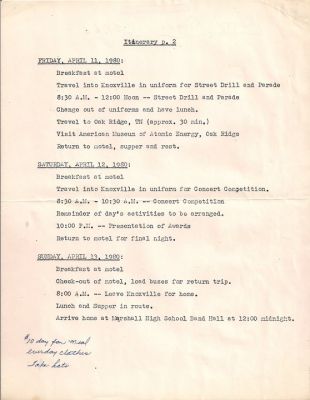 Itinerary p. 2
FRIDAY, APRIL 11, 1980:
Breakfast at motel
Travel into Knoxville in uniform for Street Drill and Parade
8:30 A.M. - 12:00 Noon -- Street Drill and Parade
Change out of uniforms and have lunch.
Travel to Oak Ridge, TN (approx. 30 min.)
Visit American Museum of Atomic Energy, Oak Ridge
Return to motel, supper and rest.
SATURDAY, APRIL 12, 1980:
Breakfast at motel
Travel into Knoxville in uniform for Concert Competition.
8:30 A.M. - 10:30 A.M. -- Concert Competition
Remainder of day's activities to be arranged.
10:00 P.M. -- Presentation of Awards
Return to motel for final night.
SUNDAY, APRIL 13, 1980:
Breakfast at motel
Check-out of motel, load buses for return trip.
8:00 A.M. -- Leave Knoxville for home.
Lunch and Supper in route.
Arrive home at Marshall High School Band Hall at 12:00 midnight.
$10 day for meal
everday clothes
Take hats